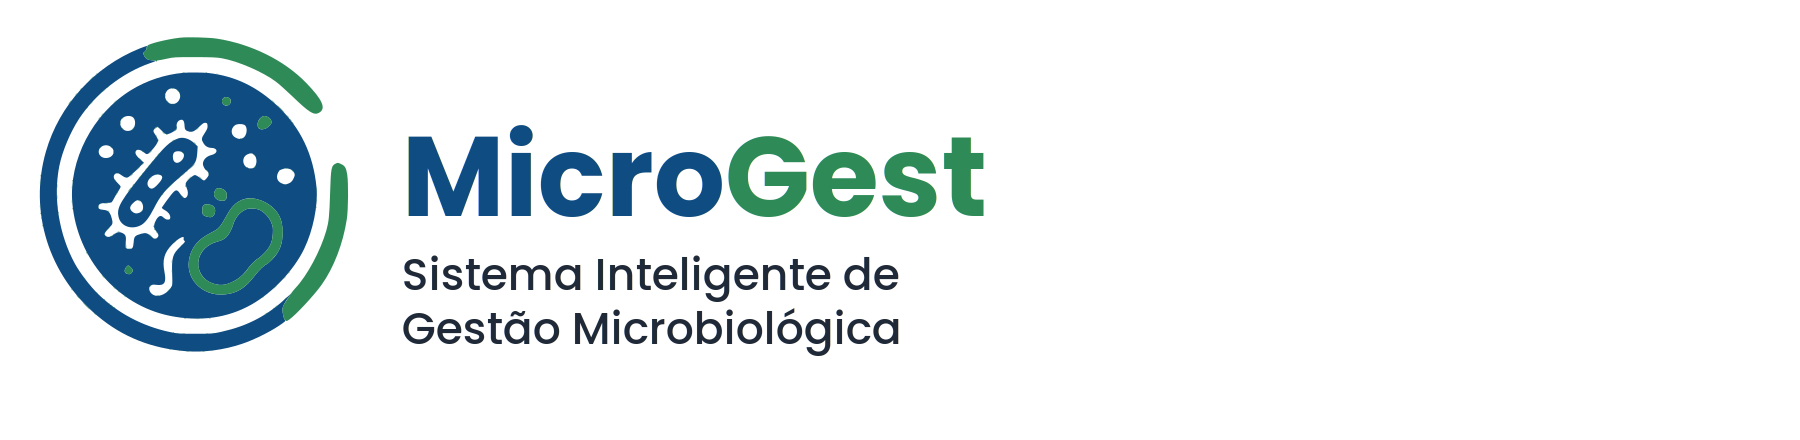 MicroGest
Sistema Inteligente de
Gestão Microbiológica